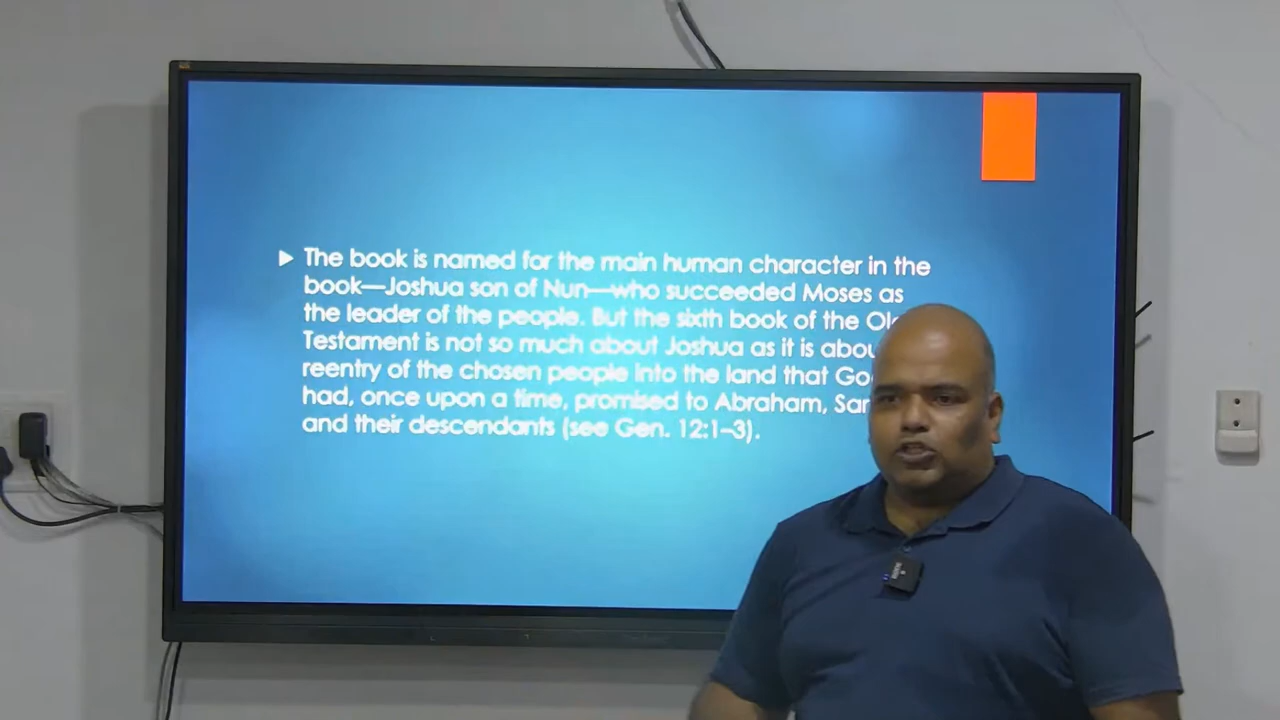 The book is named for the main human character in the
book—Joshua son of Nun—who succeeded Moses as
the leader of the people. But the sixth book of the
Testament is not so much about Joshua as it is
reentry of the chosen people into the land that
had, once upon a time, promised to Abraham,
and their descendants (see Gen. 12:1–3).